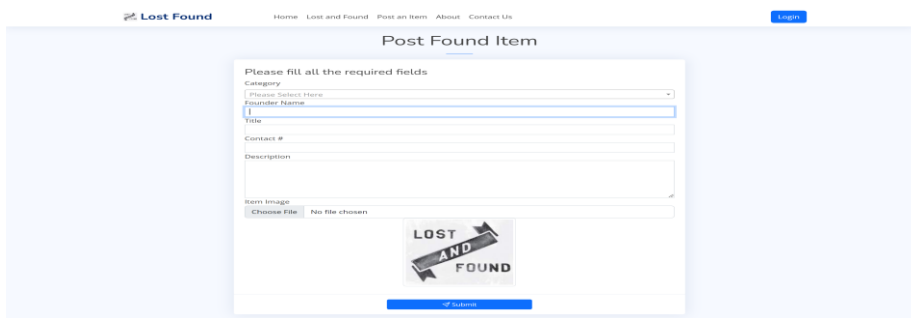 Lost Found Home Lost and Found Post an Item About Contact Us Login
Post Found Item
Please fill all the required fields
Category
Please Select Here
Founder Name
Title
Contact #
Description
Item Image
Choose File No file chosen
LOST
AND
FOUND
Submit